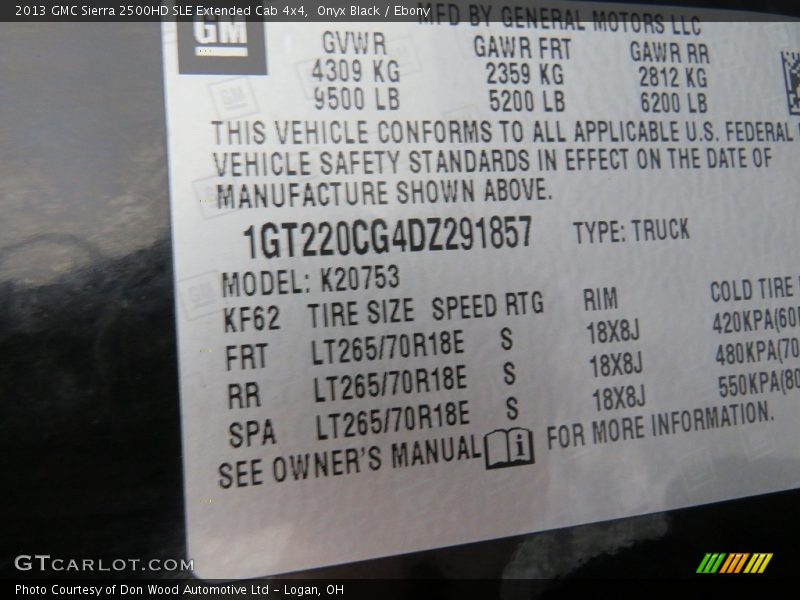 2013 GMC Sierra 2500HD SLE Extended Cab 4x4, Onyx Black / Ebony
GM
MFD BY GENERAL MOTORS LLC
GVWR GAWR FRT GAWR RR
4309 KG 2359 KG 2812 KG
9500 LB 5200 LB 6200 LB
THIS VEHICLE CONFORMS TO ALL APPLICABLE U.S. FEDERAL
VEHICLE SAFETY STANDARDS IN EFFECT ON THE DATE OF
MANUFACTURE SHOWN ABOVE.
1GT220CG4DZ291857 TYPE: TRUCK
MODEL: K20753
KF62 TIRE SIZE SPEED RTG RIM COLD TIRE
FRT LT265/70R18E S 18X8J 420KPA(60
RR LT265/70R18E S 18X8J 480KPA(70
SPA LT265/70R18E S 18X8J 550KPA(80
SEE OWNER'S MANUAL i FOR MORE INFORMATION.
GTCARLOT.COM
Photo Courtesy of Don Wood Automotive Ltd - Logan, OH